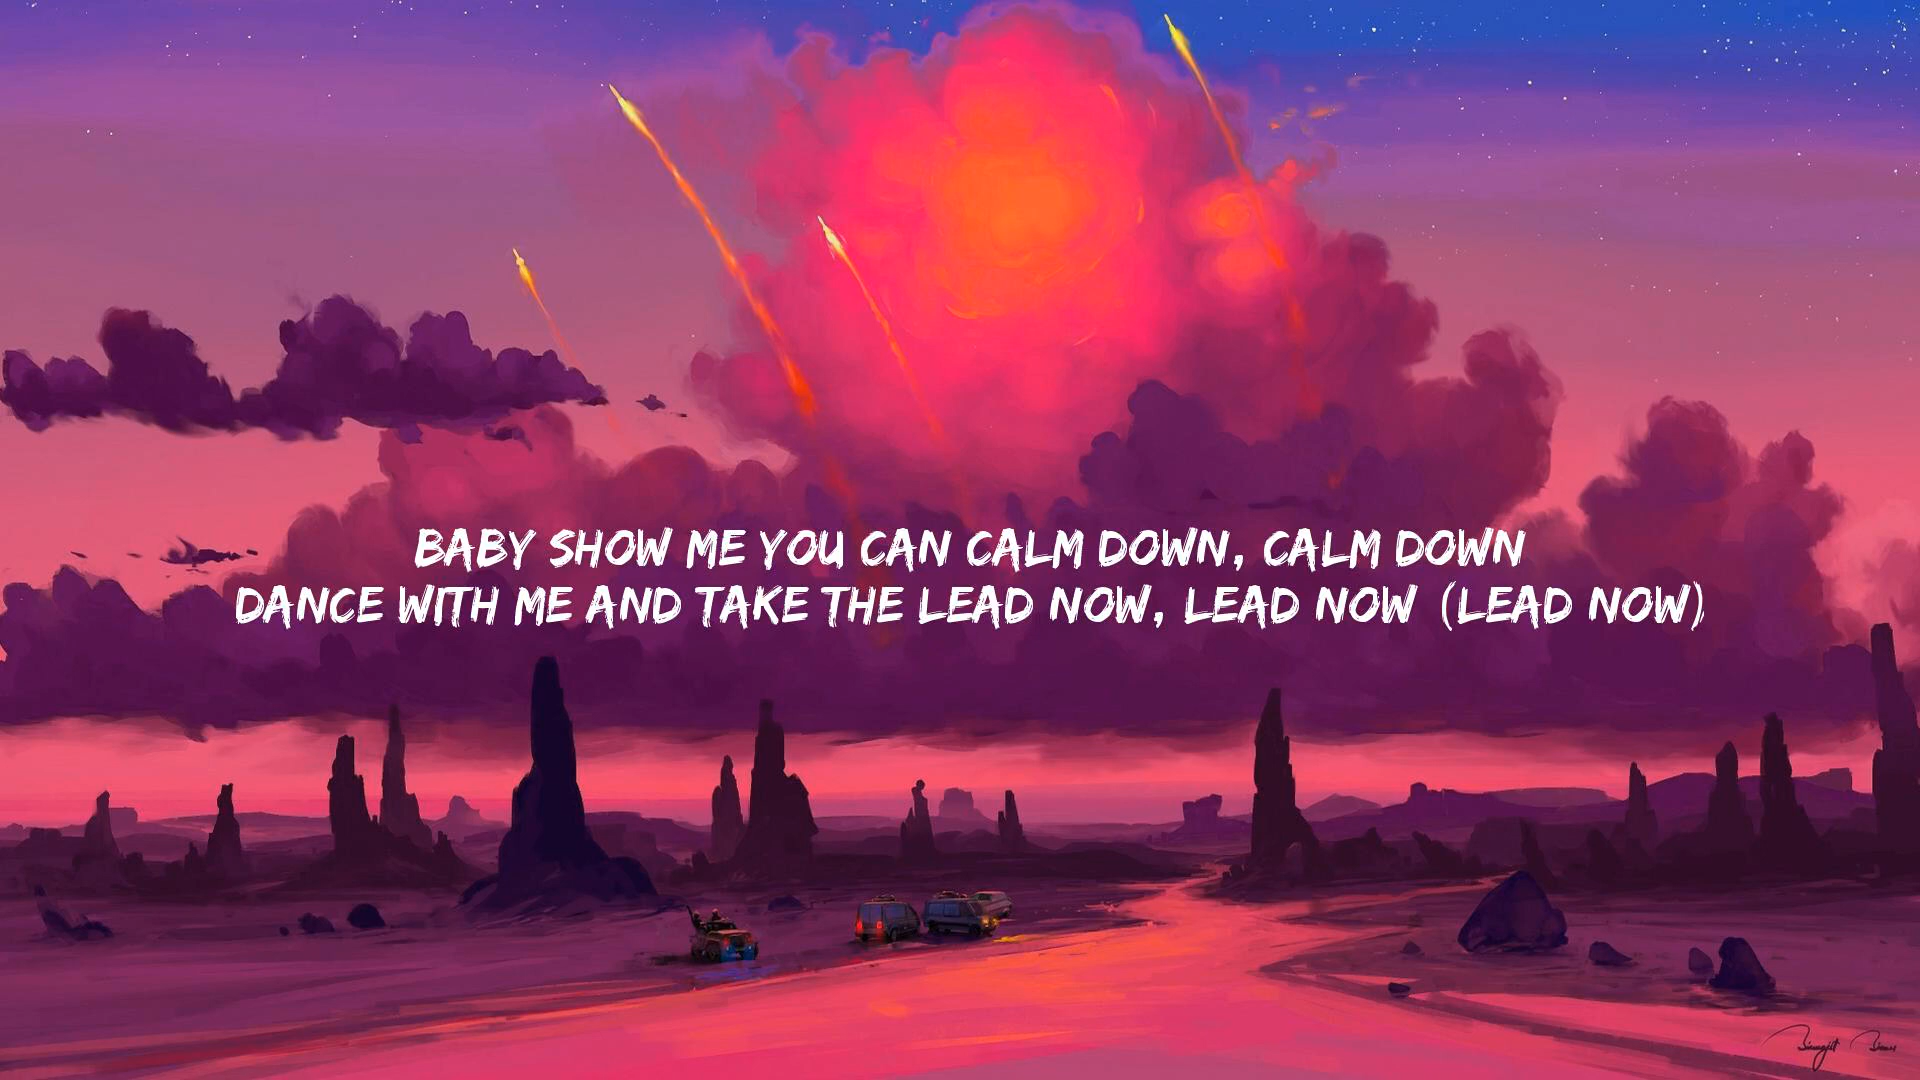 BABY SHOW ME YOU CAN CALM DOWN, CALM DOWN
DANCE WITH ME AND TAKE THE LEAD NOW, LEAD NOW (LEAD NOW)